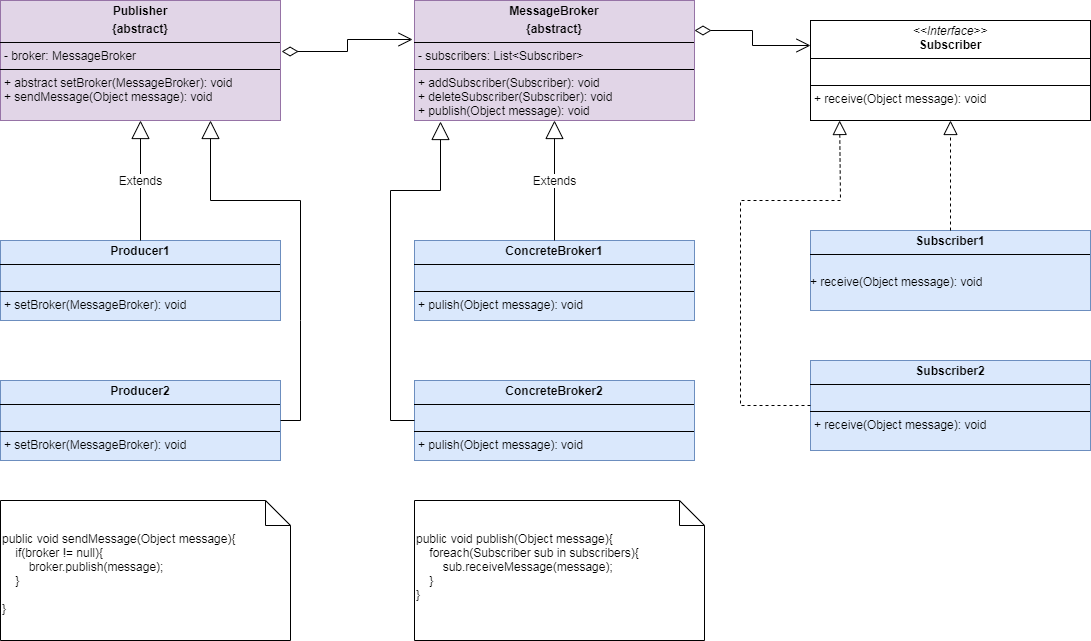 Publisher
{abstract}
- broker: MessageBroker
+ abstract setBroker(MessageBroker): void
+ sendMessage(Object message): void
MessageBroker
{abstract}
- subscribers: List<Subscriber>
+ addSubscriber(Subscriber): void
+ deleteSubscriber(Subscriber): void
+ publish(Object message): void
<<Interface>>
Subscriber
+ receive(Object message): void
Extends
Extends
Producer1
+ setBroker(MessageBroker): void
ConcreteBroker1
+ pulish(Object message): void
Subscriber1
+ receive(Object message): void
Producer2
+ setBroker(MessageBroker): void
ConcreteBroker2
+ pulish(Object message): void
Subscriber2
+ receive(Object message): void
public void sendMessage(Object message){
if(broker != null){
broker.publish(message);
}
}
public void publish(Object message){
foreach(Subscriber sub in subscribers){
sub.receiveMessage(message);
}
}